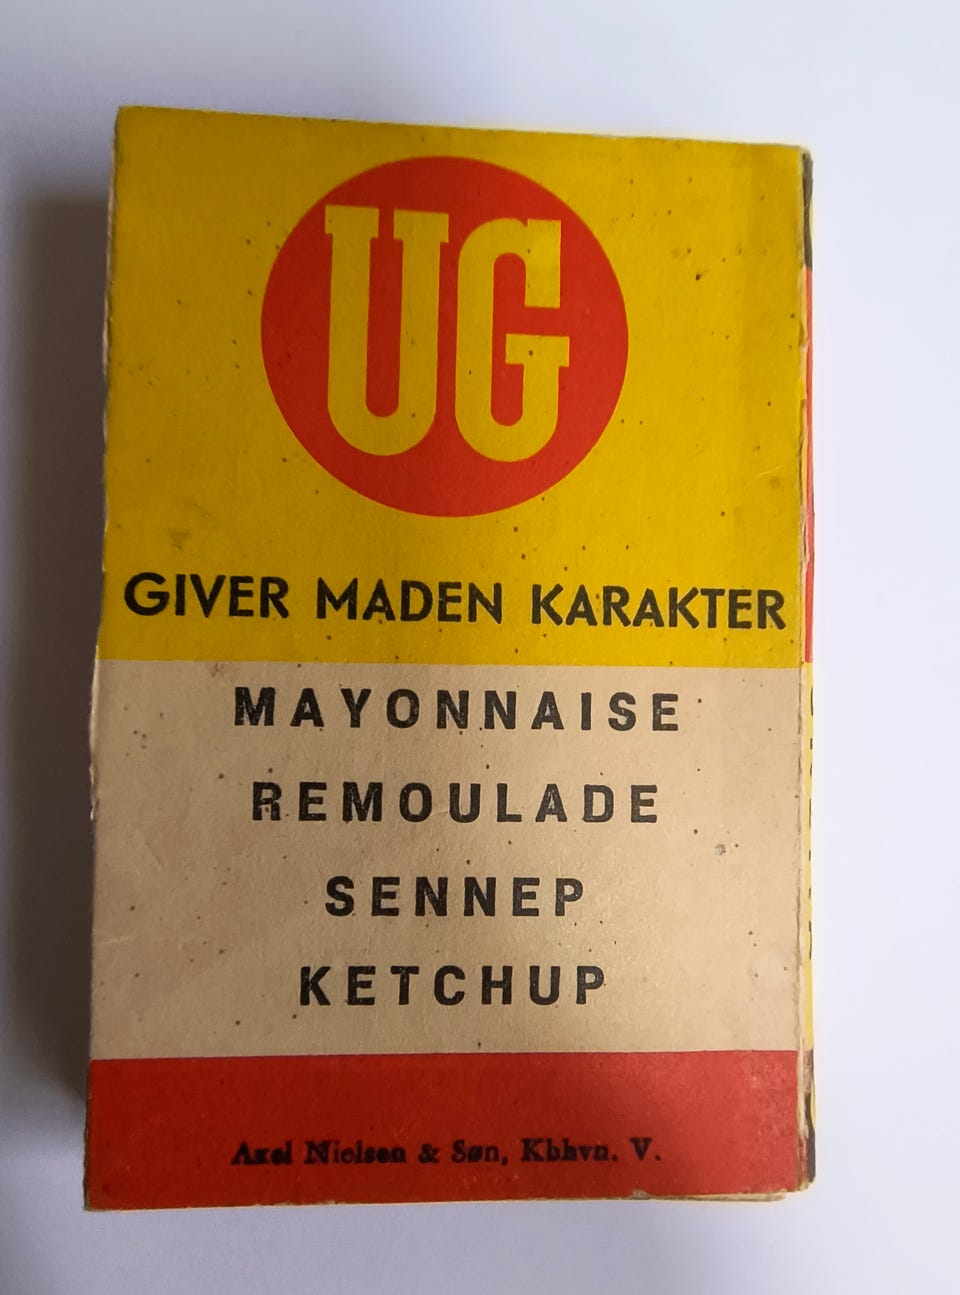 UG
GIVER MADEN KARAKTER
MAYONNAISE
REMOULADE
SENNEP
KETCHUP
Axel Nielsen & Søn, Kbhvn. V.